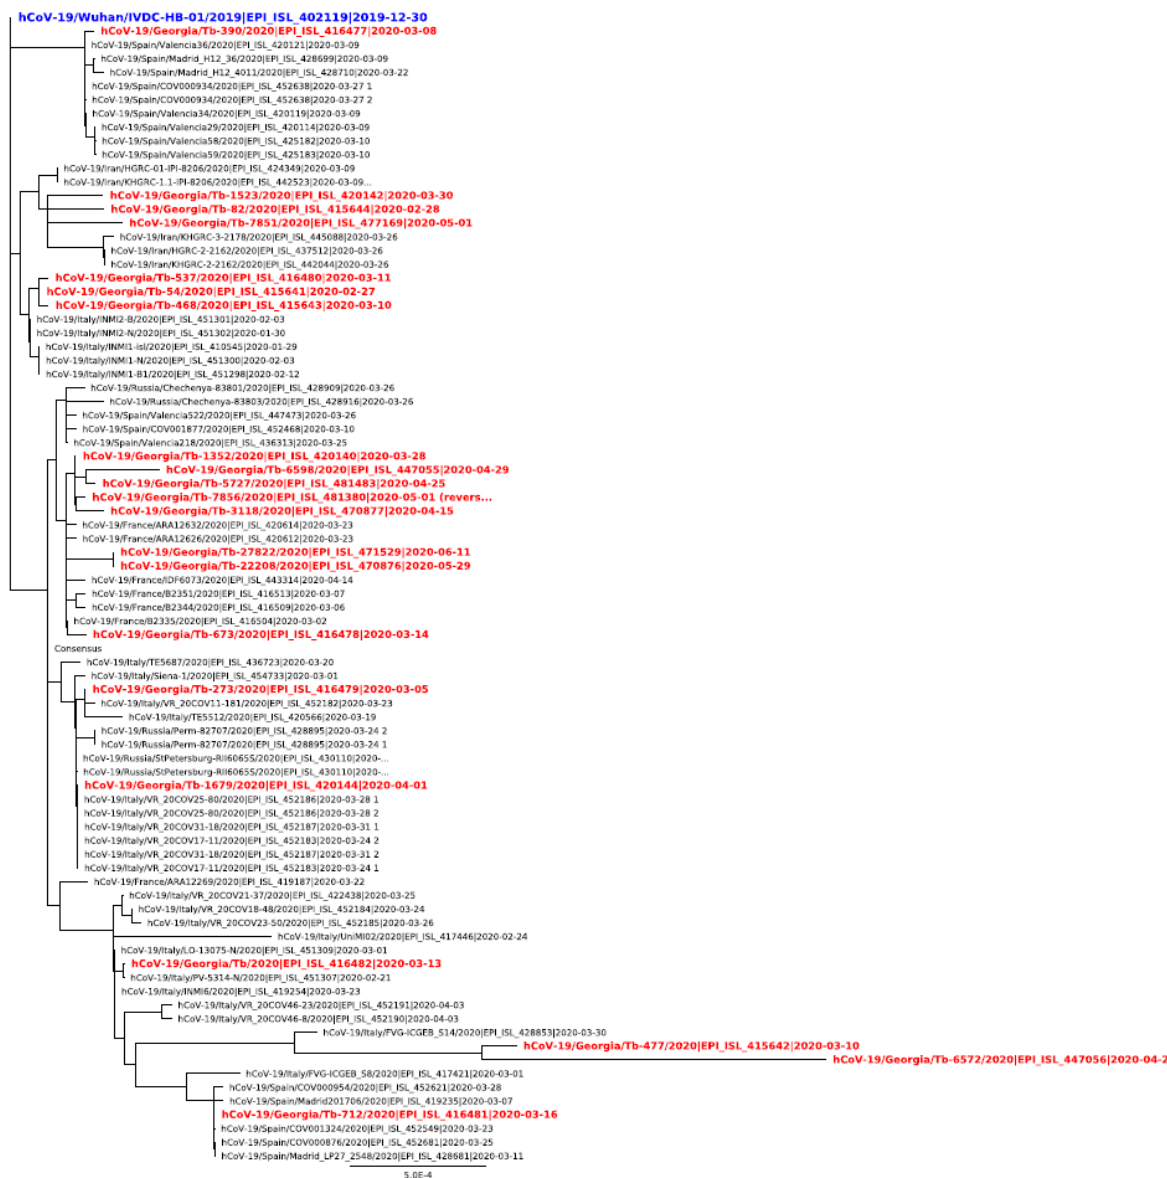 hCoV-19/Wuhan/IVDC-HB-01/2019|EPI_ISL_402119|2019-12-30
hCoV-19/Georgia/Tb-390/2020|EPI_ISL_416477|2020-03-08
hCoV-19/Spain/Valencia36/2020|EPI_ISL_420121|2020-03-09
hCoV-19/Spain/Madrid_H12_36/2020|EPI_ISL_428699|2020-03-09
hCoV-19/Spain/Madrid_H12_4011/2020|EPI_ISL_428710|2020-03-22
hCoV-19/Spain/COV000934/2020|EPI_ISL_452638|2020-03-27 1
hCoV-19/Spain/COV000934/2020|EPI_ISL_452638|2020-03-27 2
hCoV-19/Spain/Valencia34/2020|EPI_ISL_420119|2020-03-09
hCoV-19/Spain/Valencia29/2020|EPI_ISL_420114|2020-03-09
hCoV-19/Spain/Valencia58/2020|EPI_ISL_425182|2020-03-10
hCoV-19/Spain/Valencia59/2020|EPI_ISL_425183|2020-03-10
hCoV-19/Iran/HGRC-01-IPI-8206/2020|EPI_ISL_424349|2020-03-09
hCoV-19/Iran/KHGRC-1.1-IPI-8206/2020|EPI_ISL_442523|2020-03-09...
hCoV-19/Georgia/Tb-1523/2020|EPI_ISL_420142|2020-03-30
hCoV-19/Georgia/Tb-82/2020|EPI_ISL_415644|2020-02-28
hCoV-19/Georgia/Tb-7851/2020|EPI_ISL_477169|2020-05-01
hCoV-19/Iran/KHGRC-3-2178/2020|EPI_ISL_445088|2020-03-26
hCoV-19/Iran/HGRC-2-2162/2020|EPI_ISL_437512|2020-03-26
hCoV-19/Iran/KHGRC-2-2162/2020|EPI_ISL_442044|2020-03-26
hCoV-19/Georgia/Tb-537/2020|EPI_ISL_416480|2020-03-11
hCoV-19/Georgia/Tb-54/2020|EPI_ISL_415641|2020-02-27
hCoV-19/Georgia/Tb-468/2020|EPI_ISL_415643|2020-03-10
hCoV-19/Italy/INMI2-B/2020|EPI_ISL_451301|2020-02-03
hCoV-19/Italy/INMI2-N/2020|EPI_ISL_451302|2020-01-30
hCoV-19/Italy/INMI1-isl/2020|EPI_ISL_410545|2020-01-29
hCoV-19/Italy/INMI1-N/2020|EPI_ISL_451300|2020-02-03
hCoV-19/Italy/INMI1-B1/2020|EPI_ISL_451298|2020-02-12
hCoV-19/Russia/Chechenya-83801/2020|EPI_ISL_428909|2020-03-26
hCoV-19/Russia/Chechenya-83803/2020|EPI_ISL_428916|2020-03-26
hCoV-19/Spain/Valencia522/2020|EPI_ISL_447473|2020-03-26
hCoV-19/Spain/COV001877/2020|EPI_ISL_452468|2020-03-10
hCoV-19/Spain/Valencia218/2020|EPI_ISL_436313|2020-03-25
hCoV-19/Georgia/Tb-1352/2020|EPI_ISL_420140|2020-03-28
hCoV-19/Georgia/Tb-6598/2020|EPI_ISL_447055|2020-04-29
hCoV-19/Georgia/Tb-5727/2020|EPI_ISL_481483|2020-04-25
hCoV-19/Georgia/Tb-7856/2020|EPI_ISL_481380|2020-05-01 (revers...
hCoV-19/Georgia/Tb-3118/2020|EPI_ISL_470877|2020-04-15
hCoV-19/France/ARA12632/2020|EPI_ISL_420614|2020-03-23
hCoV-19/France/ARA12626/2020|EPI_ISL_420612|2020-03-23
hCoV-19/Georgia/Tb-27822/2020|EPI_ISL_471529|2020-06-11
hCoV-19/Georgia/Tb-22208/2020|EPI_ISL_470876|2020-05-29
hCoV-19/France/IDF6073/2020|EPI_ISL_443314|2020-04-14
hCoV-19/France/B2351/2020|EPI_ISL_416513|2020-03-07
hCoV-19/France/B2344/2020|EPI_ISL_416509|2020-03-06
hCoV-19/France/B2335/2020|EPI_ISL_416504|2020-03-02
hCoV-19/Georgia/Tb-673/2020|EPI_ISL_416478|2020-03-14
Consensus
hCoV-19/Italy/TE5687/2020|EPI_ISL_436723|2020-03-20
hCoV-19/Italy/Siena-1/2020|EPI_ISL_454733|2020-03-01
hCoV-19/Georgia/Tb-273/2020|EPI_ISL_416479|2020-03-05
hCoV-19/Italy/VR_20COV11-181/2020|EPI_ISL_452182|2020-03-23
hCoV-19/Italy/TE5512/2020|EPI_ISL_420566|2020-03-19
hCoV-19/Russia/Perm-82707/2020|EPI_ISL_428895|2020-03-24 2
hCoV-19/Russia/Perm-82707/2020|EPI_ISL_428895|2020-03-24 1
hCoV-19/Russia/StPetersburg-RII6065S/2020|EPI_ISL_430110|2020-...
hCoV-19/Russia/StPetersburg-RII6065S/2020|EPI_ISL_430110|2020-...
hCoV-19/Georgia/Tb-1679/2020|EPI_ISL_420144|2020-04-01
hCoV-19/Italy/VR_20COV25-80/2020|EPI_ISL_452186|2020-03-28 1
hCoV-19/Italy/VR_20COV25-80/2020|EPI_ISL_452186|2020-03-28 2
hCoV-19/Italy/VR_20COV31-18/2020|EPI_ISL_452187|2020-03-31 1
hCoV-19/Italy/VR_20COV17-11/2020|EPI_ISL_452183|2020-03-24 2
hCoV-19/Italy/VR_20COV31-18/2020|EPI_ISL_452187|2020-03-31 2
hCoV-19/Italy/VR_20COV17-11/2020|EPI_ISL_452183|2020-03-24 1
hCoV-19/France/ARA12269/2020|EPI_ISL_419187|2020-03-22
hCoV-19/Italy/VR_20COV21-37/2020|EPI_ISL_422438|2020-03-25
hCoV-19/Italy/VR_20COV18-48/2020|EPI_ISL_452184|2020-03-24
hCoV-19/Italy/VR_20COV23-50/2020|EPI_ISL_452185|2020-03-26
hCoV-19/Italy/UniMI02/2020|EPI_ISL_417446|2020-02-24
hCoV-19/Italy/LO-13075-N/2020|EPI_ISL_451309|2020-03-01
hCoV-19/Georgia/Tb/2020|EPI_ISL_416482|2020-03-13
hCoV-19/Italy/PV-5314-N/2020|EPI_ISL_451307|2020-02-21
hCoV-19/Italy/INMI6/2020|EPI_ISL_419254|2020-03-23
hCoV-19/Italy/VR_20COV46-23/2020|EPI_ISL_452191|2020-04-03
hCoV-19/Italy/VR_20COV46-8/2020|EPI_ISL_452190|2020-04-03
hCoV-19/Italy/FVG-ICGEB_S14/2020|EPI_ISL_428853|2020-03-30
hCoV-19/Georgia/Tb-477/2020|EPI_ISL_415642|2020-03-10
hCoV-19/Georgia/Tb-6572/2020|EPI_ISL_447056|2020-04-2
hCoV-19/Italy/FVG-ICGEB_S8/2020|EPI_ISL_417421|2020-03-01
hCoV-19/Spain/COV000954/2020|EPI_ISL_452621|2020-03-28
hCoV-19/Spain/Madrid201706/2020|EPI_ISL_419235|2020-03-07
hCoV-19/Georgia/Tb-712/2020|EPI_ISL_416481|2020-03-16
hCoV-19/Spain/COV001324/2020|EPI_ISL_452549|2020-03-23
hCoV-19/Spain/COV000876/2020|EPI_ISL_452681|2020-03-25
hCoV-19/Spain/Madrid_LP27_2548/2020|EPI_ISL_428681|2020-03-11
5.0E-4